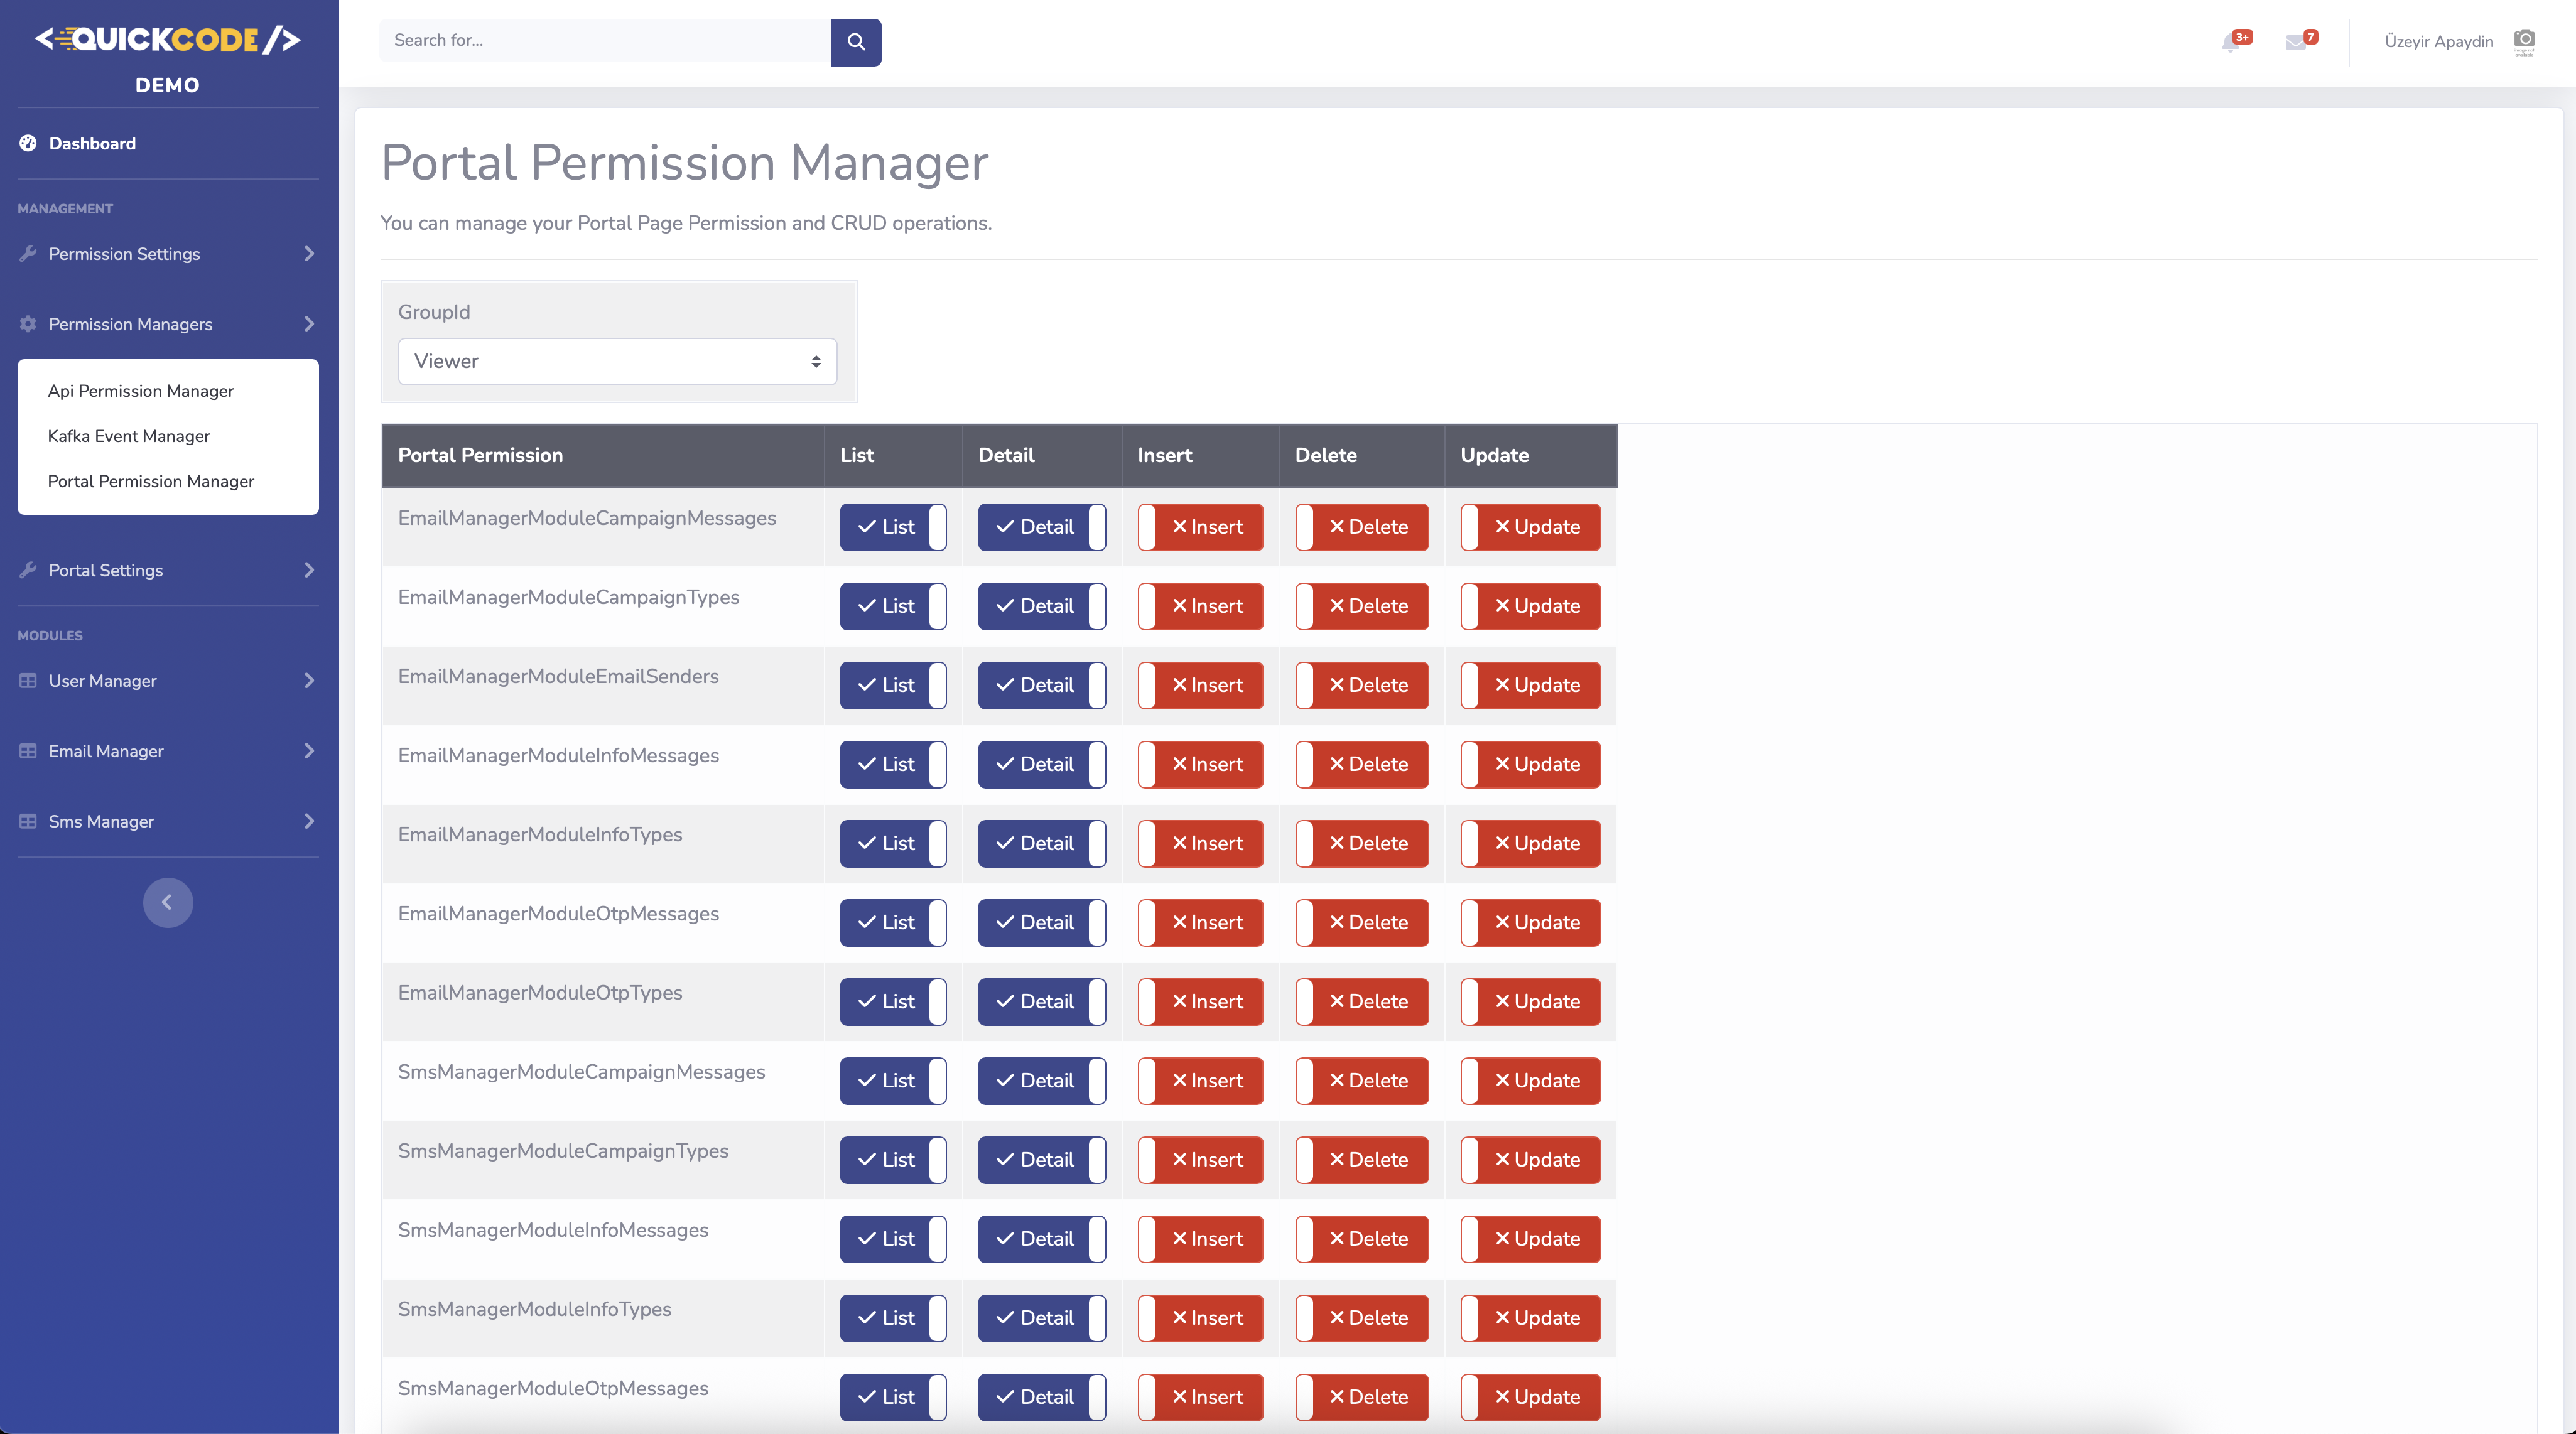 QUICKCODE
DEMO
Dashboard
MANAGEMENT
Permission Settings
Permission Managers
Api Permission Manager
Kafka Event Manager
Portal Permission Manager
Portal Settings
MODULES
User Manager
Email Manager
Sms Manager
Search for...
3+
7
Üzeyir Apaydin
Portal Permission Manager
You can manage your Portal Page Permission and CRUD operations.
GroupId
Viewer
Portal Permission List Detail Insert Delete Update
EmailManagerModuleCampaignMessages List Detail Insert Delete Update
EmailManagerModuleCampaignTypes List Detail Insert Delete Update
EmailManagerModuleEmailSenders List Detail Insert Delete Update
EmailManagerModuleInfoMessages List Detail Insert Delete Update
EmailManagerModuleInfoTypes List Detail Insert Delete Update
EmailManagerModuleOtpMessages List Detail Insert Delete Update
EmailManagerModuleOtpTypes List Detail Insert Delete Update
SmsManagerModuleCampaignMessages List Detail Insert Delete Update
SmsManagerModuleCampaignTypes List Detail Insert Delete Update
SmsManagerModuleInfoMessages List Detail Insert Delete Update
SmsManagerModuleInfoTypes List Detail Insert Delete Update
SmsManagerModuleOtpMessages List Detail Insert Delete Update